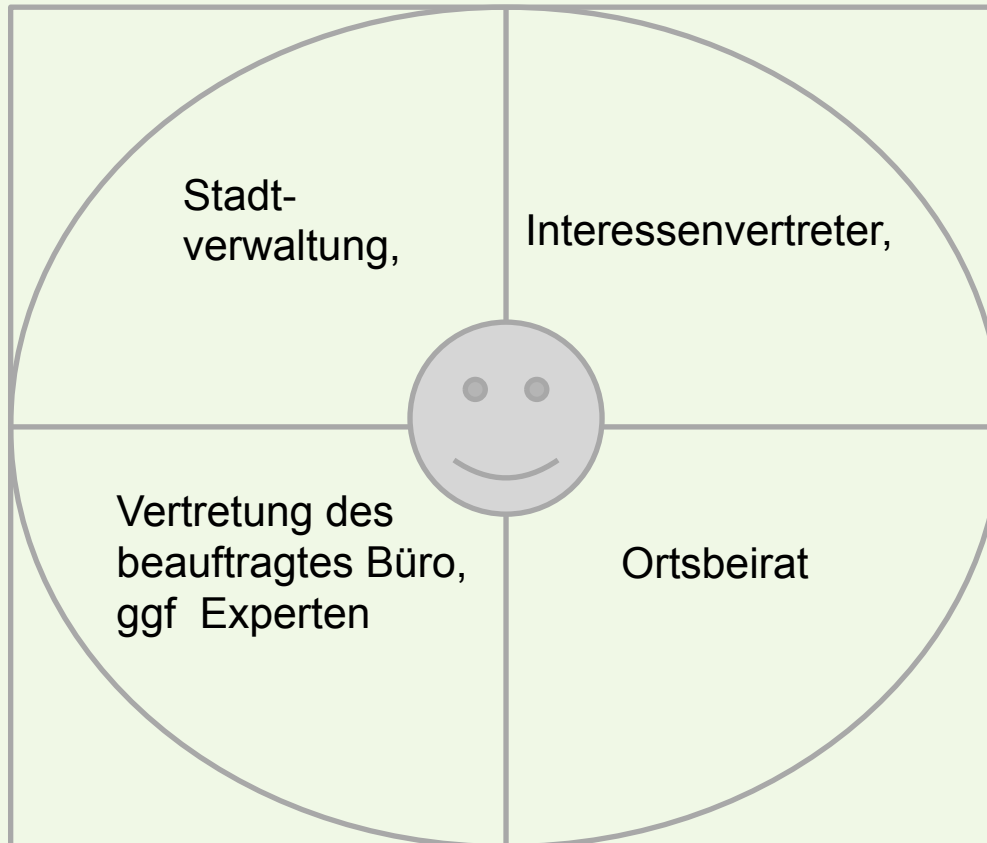 Stadt-
verwaltung,
Interessenvertreter,
Vertretung des
beauftragtes Büro,
ggf  Experten
Ortsbeirat